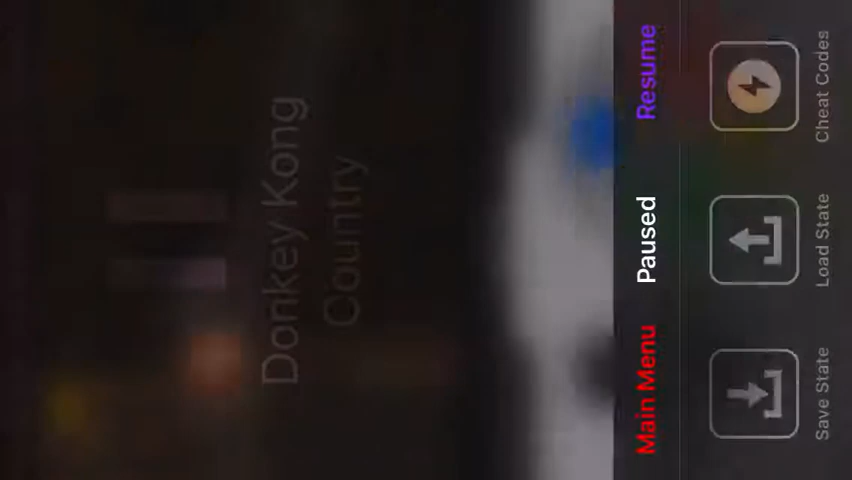 Donkey Kong
Country
Main Menu
Paused
Resume
Save State
Load State
Cheat Codes